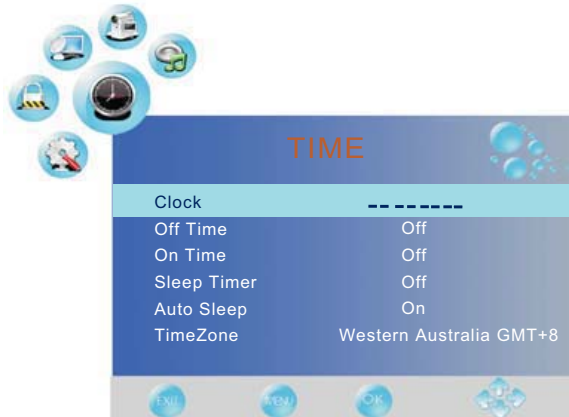 TIME
Clock -- -- -- -- --
Off Time Off
On Time Off
Sleep Timer Off
Auto Sleep On
TimeZone Western Australia GMT+8
EXIT MENU OK